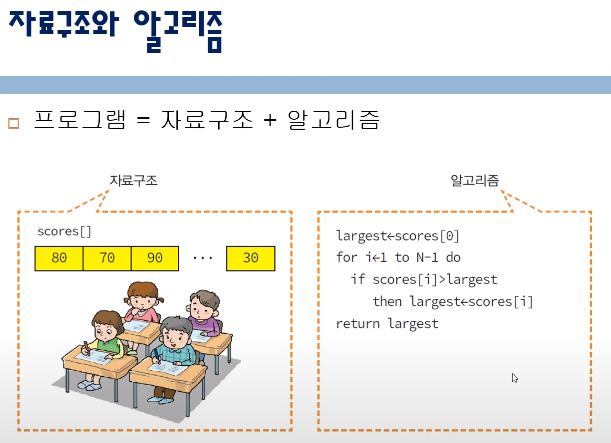 자료구조와 알고리즘
프로그램 = 자료구조 + 알고리즘
자료구조
scores[]
80 70 90 ··· 30
알고리즘
largest←scores[0]
for i←1 to N-1 do
if scores[i]>largest
then largest←scores[i]
return largest